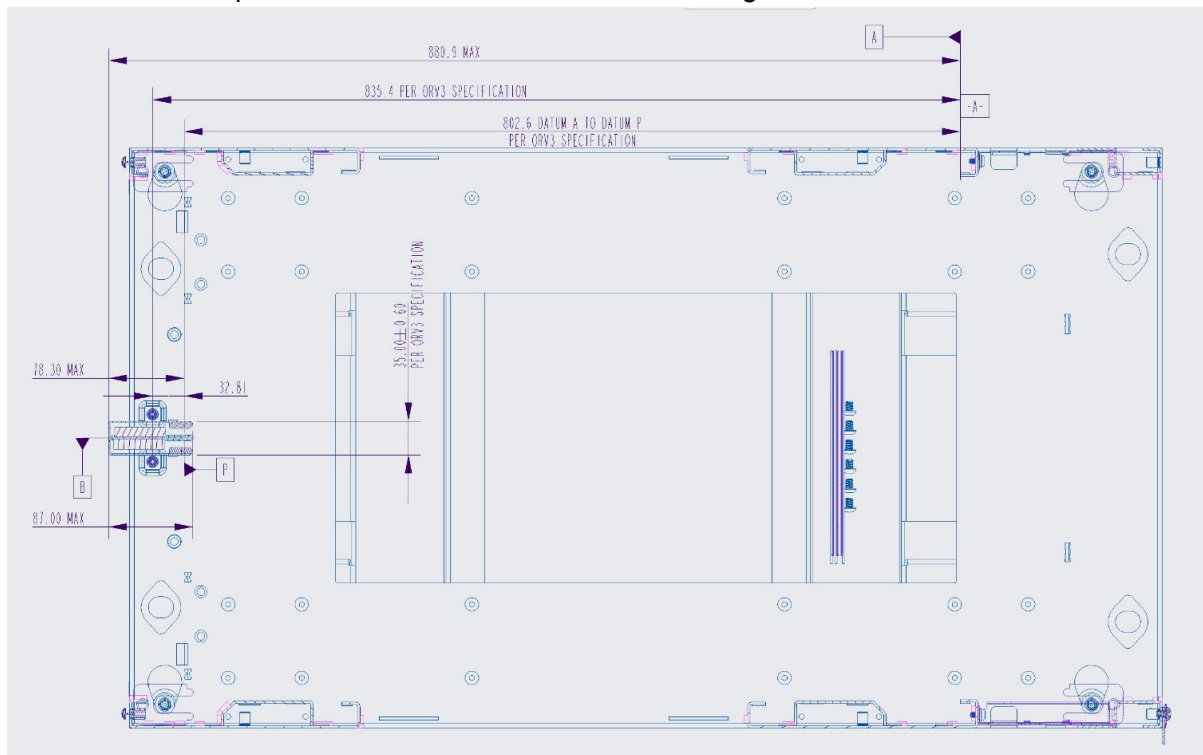 A
880.9 MAX
835.4 PER ORV3 SPECIFICATION
-A-
802.6 DATUM A TO DATUM P
PER ORV3 SPECIFICATION
35.00±0.60
PER ORV3 SPECIFICATION
78.30 MAX
32.81
P
B
87.00 MAX